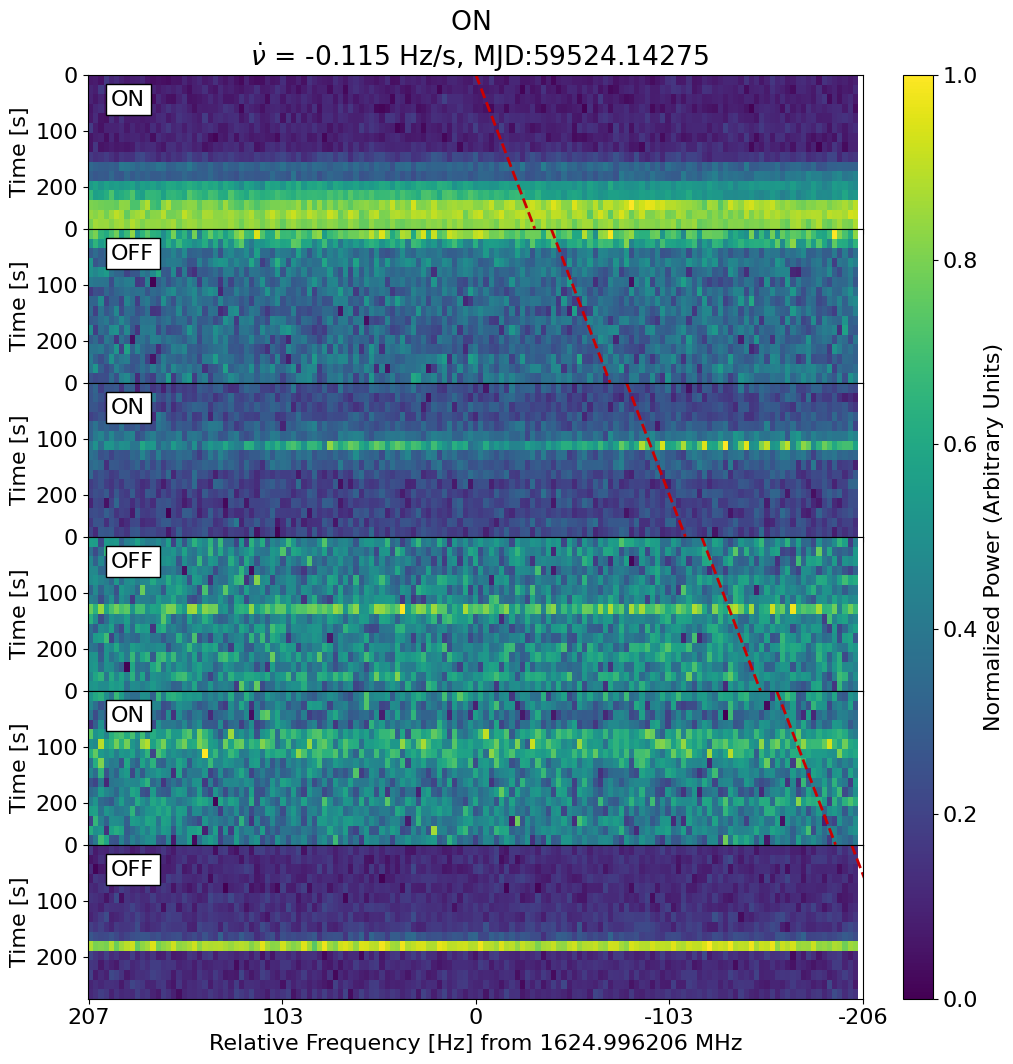 ON
ν̇ = -0.115 Hz/s, MJD:59524.14275
0
ON
100
Time [s]
200
0
OFF
100
Time [s]
200
0
ON
100
Time [s]
200
0
OFF
100
Time [s]
200
0
ON
100
Time [s]
200
0
OFF
100
Time [s]
200
207 103 0 -103 -206
Relative Frequency [Hz] from 1624.996206 MHz
1.0
0.8
0.6
0.4
0.2
0.0
Normalized Power (Arbitrary Units)